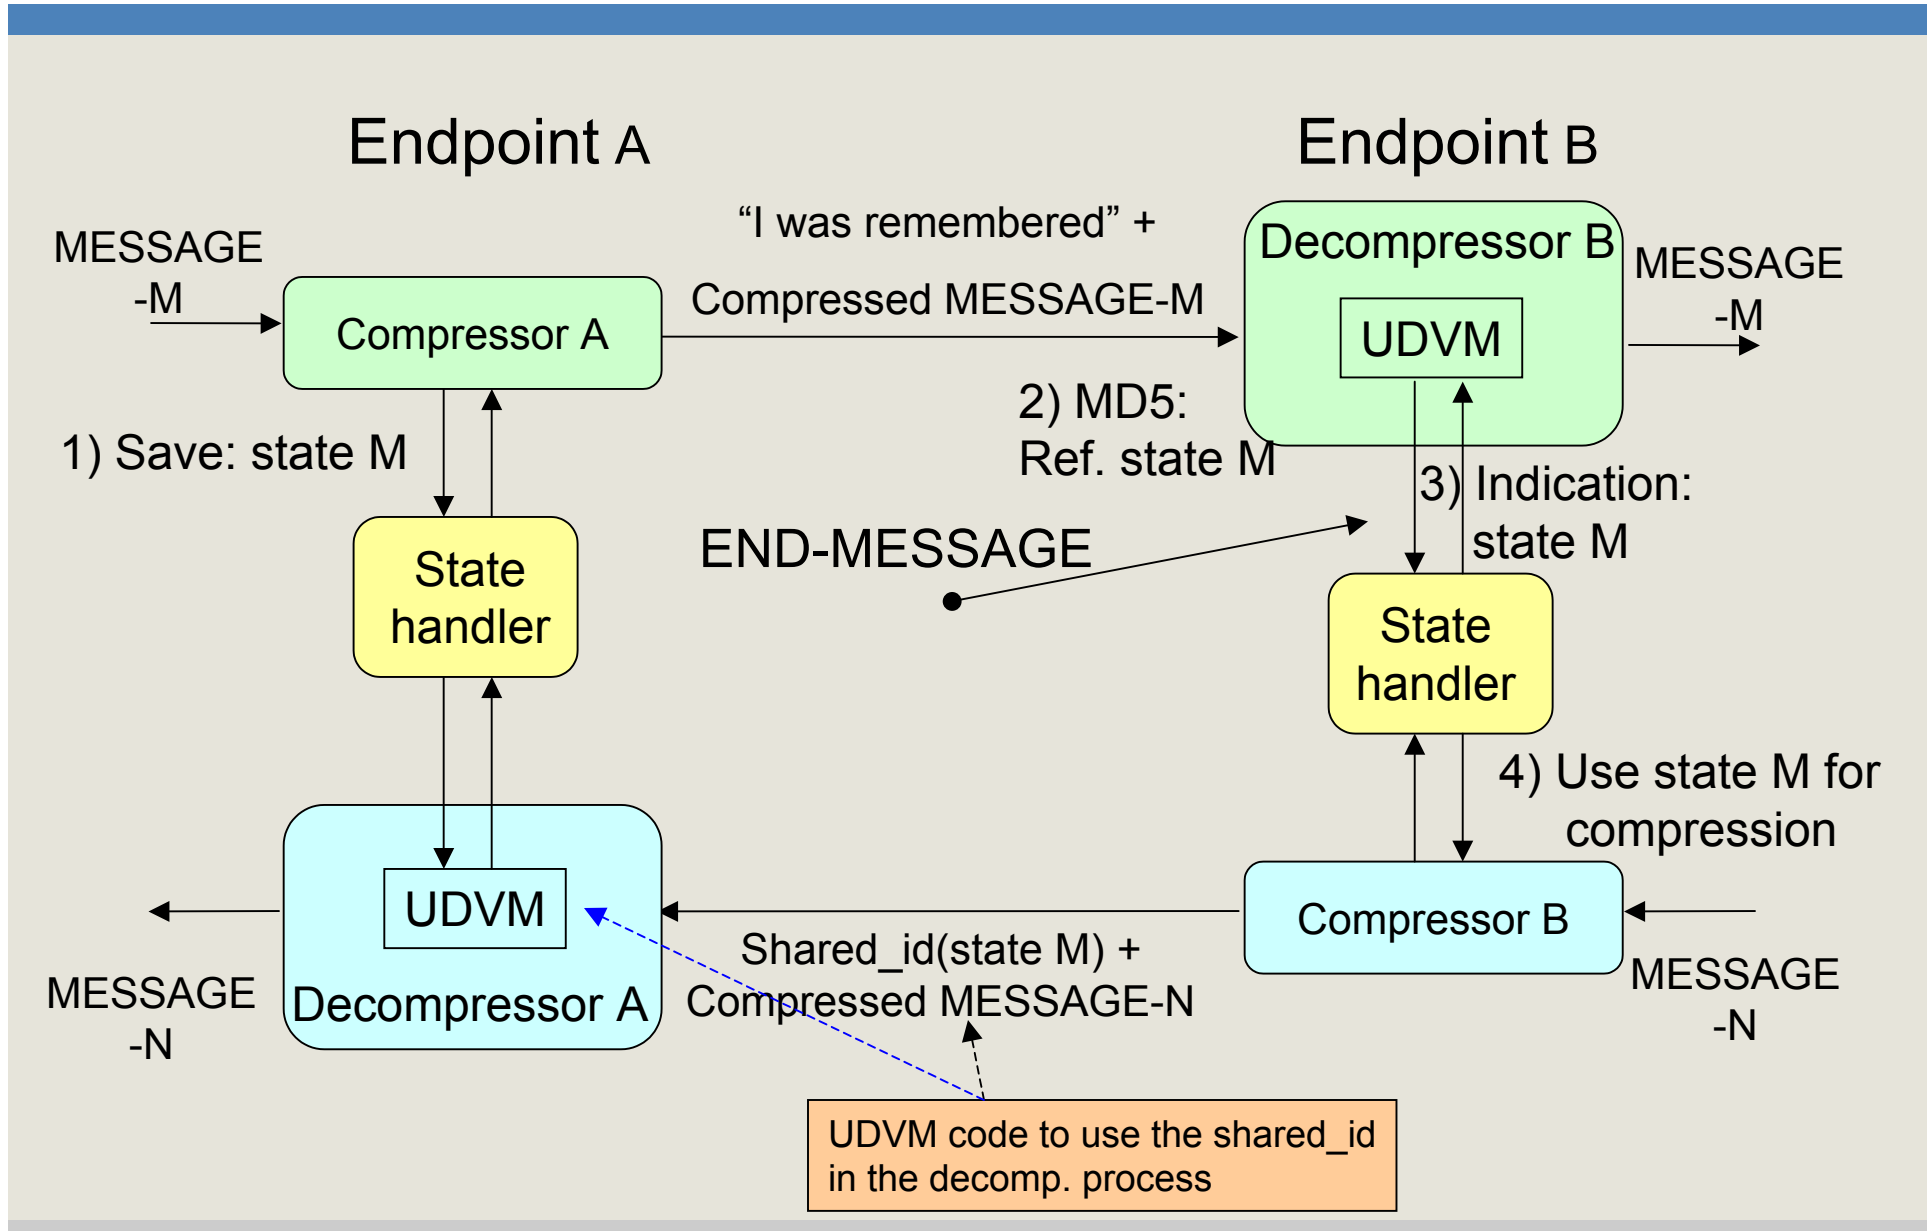 Endpoint A
Endpoint B
“I was remembered” +
Compressed MESSAGE-M
MESSAGE
-M
Compressor A
Decompressor B
UDVM
MESSAGE
-M
1) Save: state M
2) MD5:
Ref. state M
3) Indication:
state M
END-MESSAGE
State
handler
State
handler
4) Use state M for
compression
UDVM
Decompressor A
MESSAGE
-N
Shared_id(state M) +
Compressed MESSAGE-N
Compressor B
MESSAGE
-N
UDVM code to use the shared_id
in the decomp. process